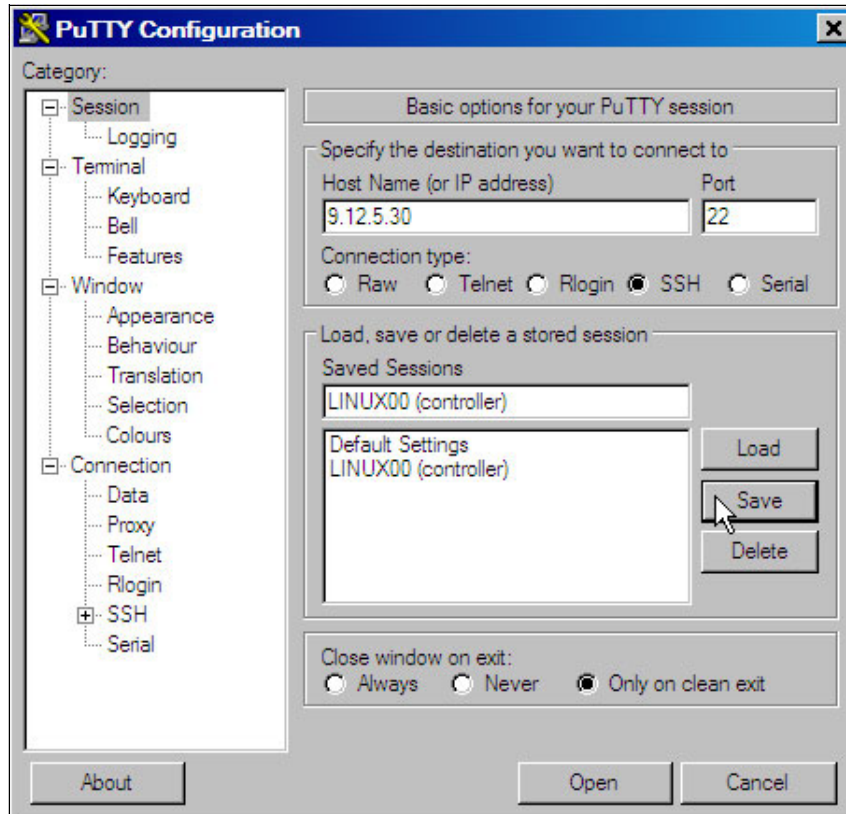 PuTTY Configuration
Category:
Session
Logging
Terminal
Keyboard
Bell
Features
Window
Appearance
Behaviour
Translation
Selection
Colours
Connection
Data
Proxy
Telnet
Rlogin
SSH
Serial
Basic options for your PuTTY session
Specify the destination you want to connect to
Host Name (or IP address) Port
9.12.5.30 22
Connection type:
Raw Telnet Rlogin SSH Serial
Load, save or delete a stored session
Saved Sessions
LINUX00 (controller)
Default Settings
LINUX00 (controller)
Load
Save
Delete
Close window on exit:
Always Never Only on clean exit
About Open Cancel